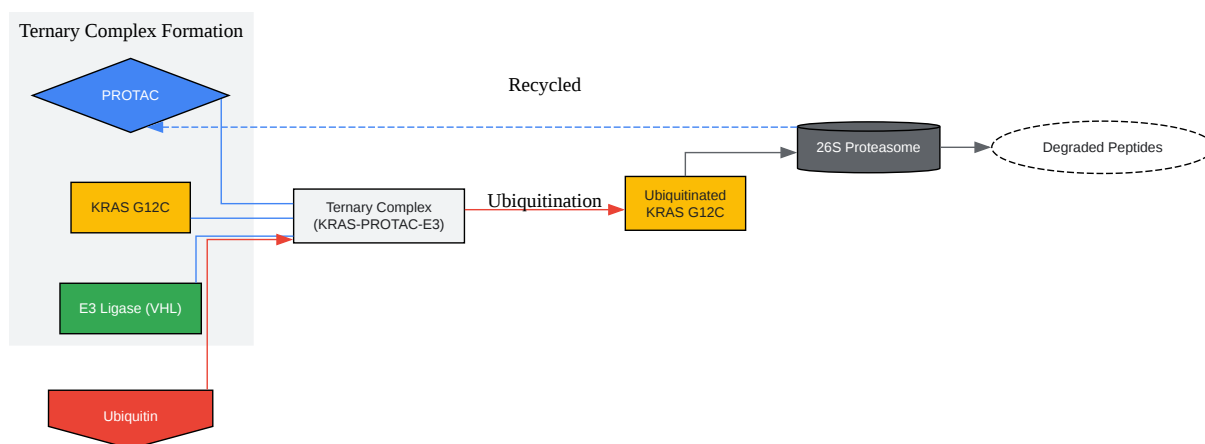 Ternary Complex Formation
PROTAC
Recycled
26S Proteasome
Degraded Peptides
KRAS G12C
Ternary Complex
(KRAS-PROTAC-E3)
Ubiquitination
Ubiquitinated
KRAS G12C
E3 Ligase (VHL)
Ubiquitin